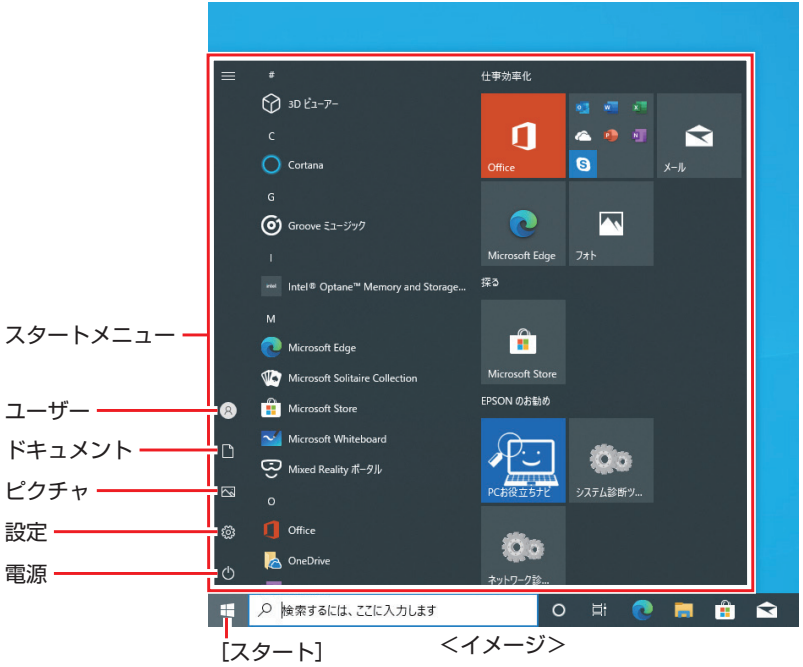 スタートメニュー
ユーザー
ドキュメント
ピクチャ
設定
電源
#
3D ビューアー
C
Cortana
G
Groove ミュージック
I
intel
Intel® Optane™ Memory and Storage...
M
Microsoft Edge
Microsoft Solitaire Collection
Microsoft Store
Microsoft Whiteboard
Mixed Reality ポータル
O
Office
OneDrive
仕事効率化
Office
メール
Microsoft Edge
フォト
探る
Microsoft Store
EPSON のお勧め
PCお役立ちナビ
システム診断ツ...
ネットワーク診...
検索するには、ここに入力します
[スタート]
＜イメージ＞